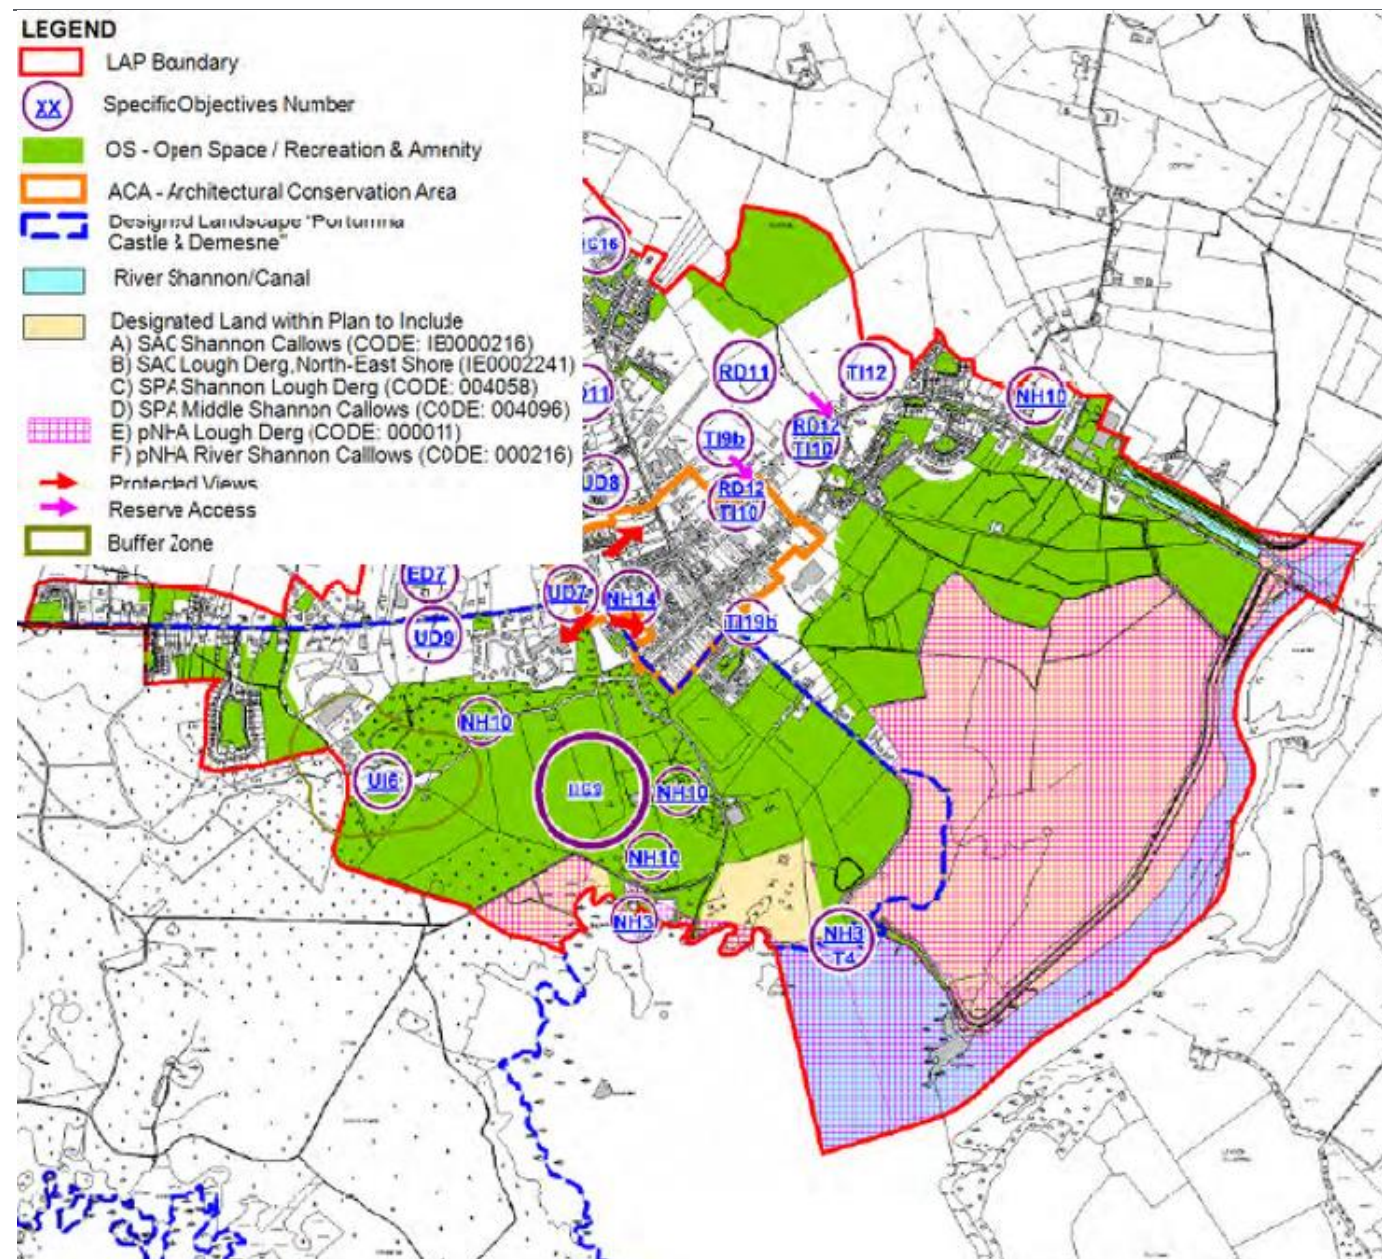 LEGEND
LAP Boundary
XX
Specific Objectives Number
OS - Open Space / Recreation & Amenity
ACA - Architectural Conservation Area
Designed Landscape "Portumna
Castle & Demesne"
River Shannon/Canal
Designated Land within Plan to Include
A) SAC Shannon Callows (CODE: IE0000216)
B) SAC Lough Derg,North-East Shore (IE0002241)
C) SPA Shannon Lough Derg (CODE: 004058)
D) SPA Middle Shannon Callows (CODE: 004096)
E) pNHA Lough Derg (CODE: 000011)
F) pNHA River Shannon Calllows (CODE: 000216)
Protected Views
Reserve Access
Buffer Zone
RD11
TI12
NH10
TI9b
RD12
TI10
UD8
RD12
TI10
ED7
UD7
NH14
UD9
TI19b
NH10
UI6
NH10
NH10
NH3
NH3
T4